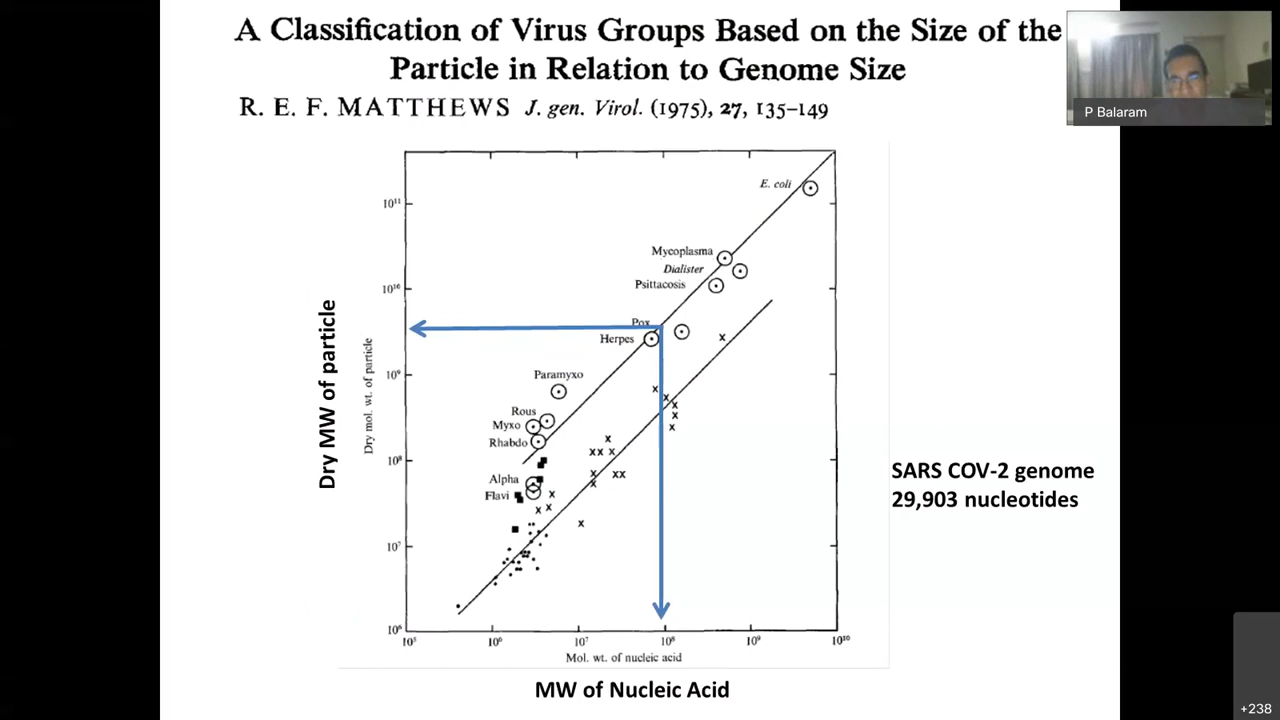 A Classification of Virus Groups Based on the Size of the
Particle in Relation to Genome Size
R. E. F. MATTHEWS J. gen. Virol. (1975), 27, 135–149
P Balaram
E. coli
10¹¹
Mycoplasma
Dialister
Psittacosis
10¹⁰
Pox
Herpes
10⁹
Paramyxo
Rous
Myxo
Rhabdo
10⁸
Alpha
Flavi
10⁷
10⁶
Dry MW of particle
Dry mol. wt. of particle
SARS COV-2 genome
29,903 nucleotides
10⁵ 10⁶ 10⁷ 10⁸ 10⁹ 10¹⁰
Mol. wt. of nucleic acid
MW of Nucleic Acid
+238